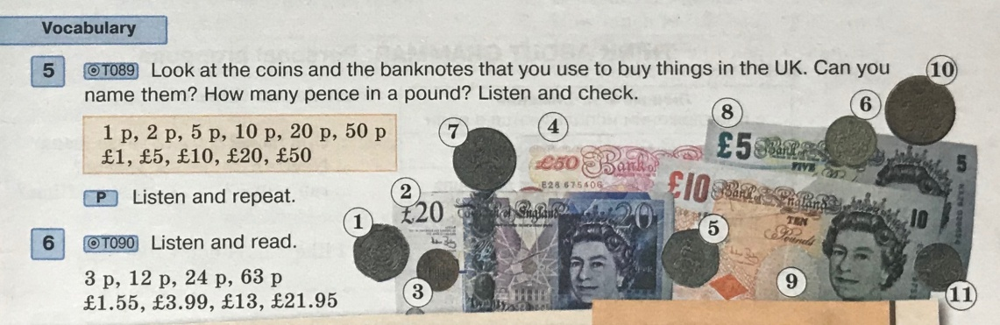 Vocabulary
5 T089 Look at the coins and the banknotes that you use to buy things in the UK. Can you
name them? How many pence in a pound? Listen and check.
1 p, 2 p, 5 p, 10 p, 20 p, 50 p
£1, £5, £10, £20, £50
P Listen and repeat.
6 T090 Listen and read.
3 p, 12 p, 24 p, 63 p
£1.55, £3.99, £13, £21.95
1
2
£20
of England
20
3
4
£50 Bank of
5
6
7
8
£5
FIVE
5
£10 Bank of England
TEN
Pounds
10
9
10
11